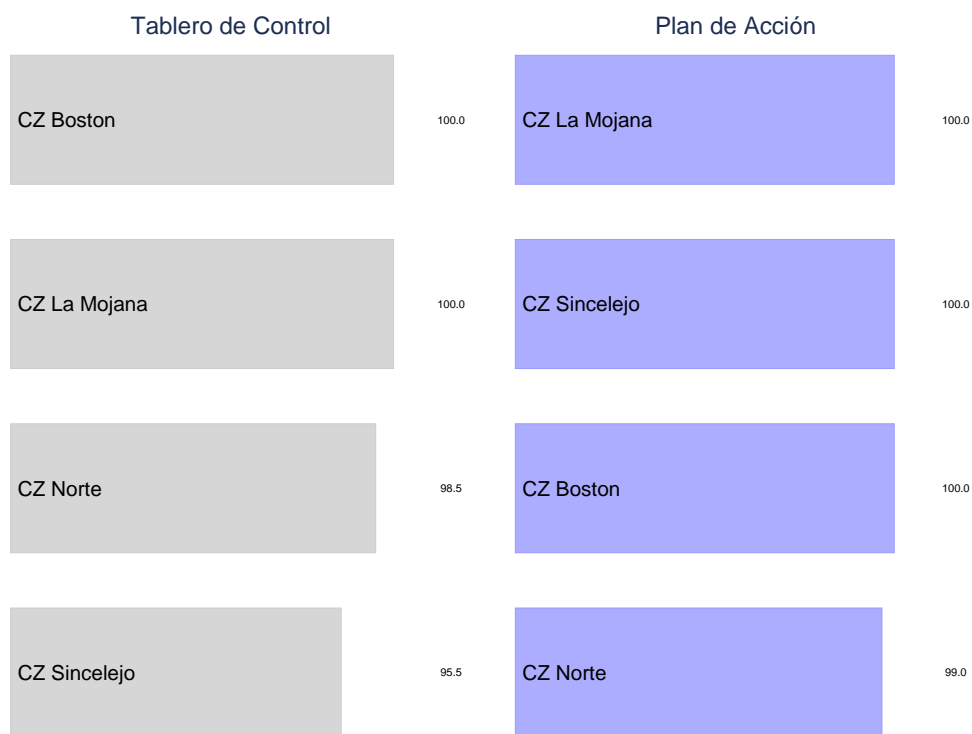 Tablero de Control
CZ Boston 100.0
CZ La Mojana 100.0
CZ Norte 98.5
CZ Sincelejo 95.5
Plan de Acción
CZ La Mojana 100.0
CZ Sincelejo 100.0
CZ Boston 100.0
CZ Norte 99.0